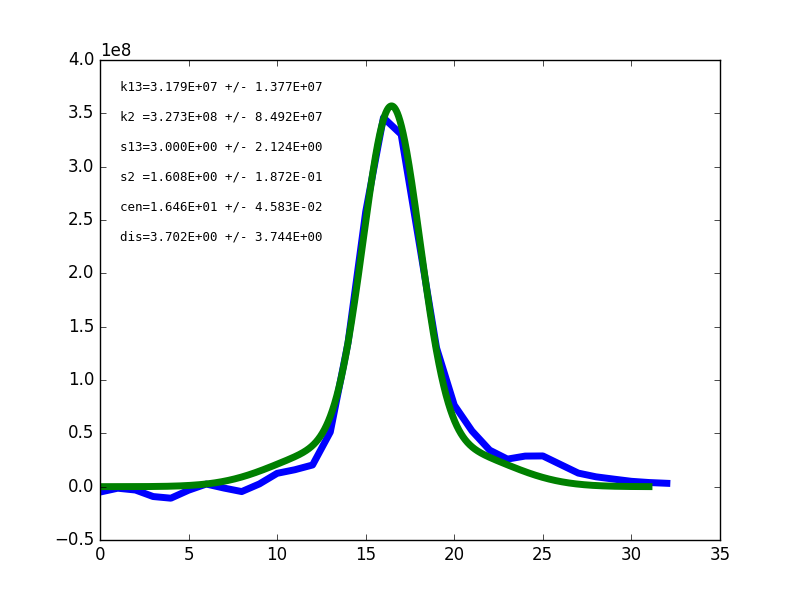 1e8
4.0
3.5
3.0
2.5
2.0
1.5
1.0
0.5
0.0
−0.5
k13=3.179E+07 +/- 1.377E+07
k2 =3.273E+08 +/- 8.492E+07
s13=3.000E+00 +/- 2.124E+00
s2 =1.608E+00 +/- 1.872E-01
cen=1.646E+01 +/- 4.583E-02
dis=3.702E+00 +/- 3.744E+00
0 5 10 15 20 25 30 35